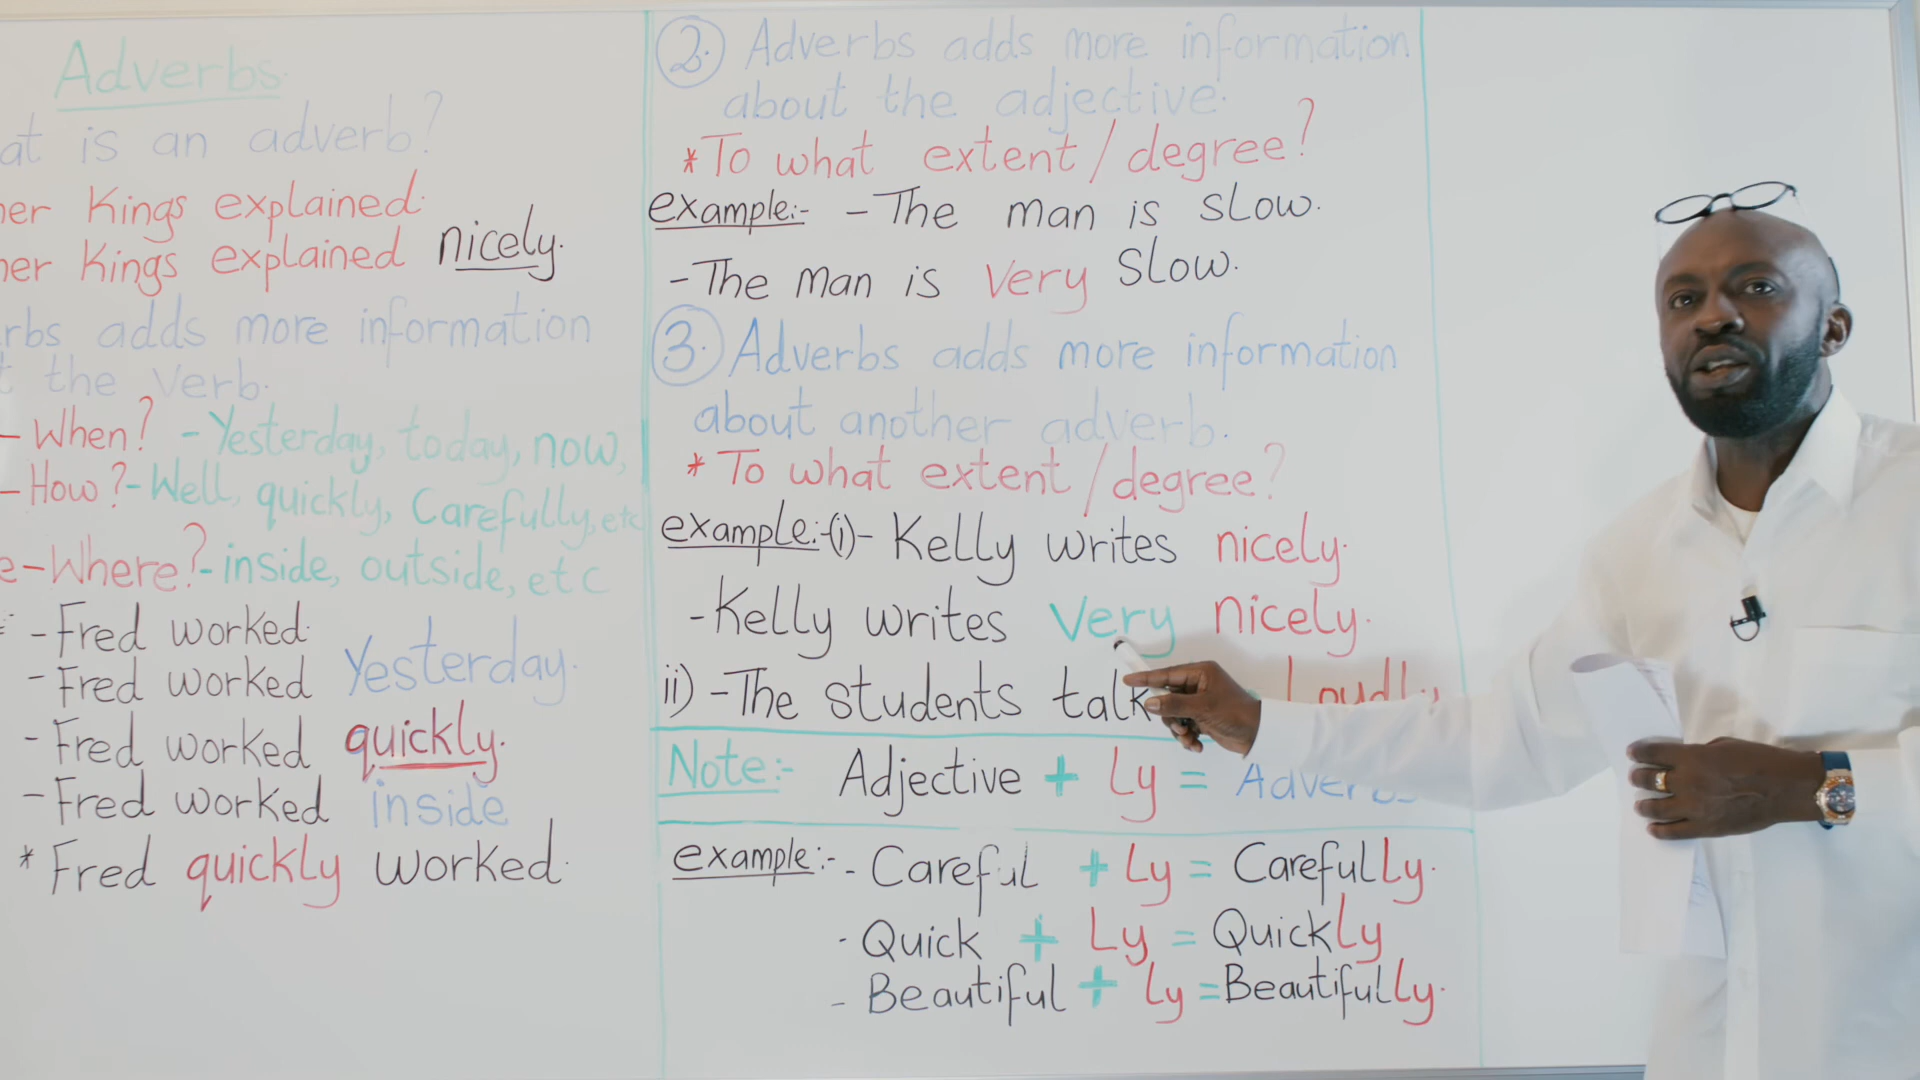 Adverbs.
at is an adverb?
her Kings explained.
her Kings explained nicely.
rbs adds more information
t the verb.
- When? - Yesterday, today, now,
- How? - Well, quickly, Carefully, etc
e - Where? - inside, outside, etc
- Fred worked.
- Fred worked Yesterday.
- Fred worked quickly.
- Fred worked inside
* Fred quickly worked.
2. Adverbs adds more information
about the adjective.
* To what extent / degree?
example:- - The man is slow.
- The man is Very Slow.
3. Adverbs adds more information
about another adverb.
* To what extent / degree?
example:-(i)- Kelly writes nicely.
- Kelly writes Very nicely.
ii) - The students talk Loudly.
Note:- Adjective + Ly = Adverbs
example:- - Careful + Ly = CarefulLy.
- Quick + Ly = QuickLy
- Beautiful + Ly = BeautifulLy.